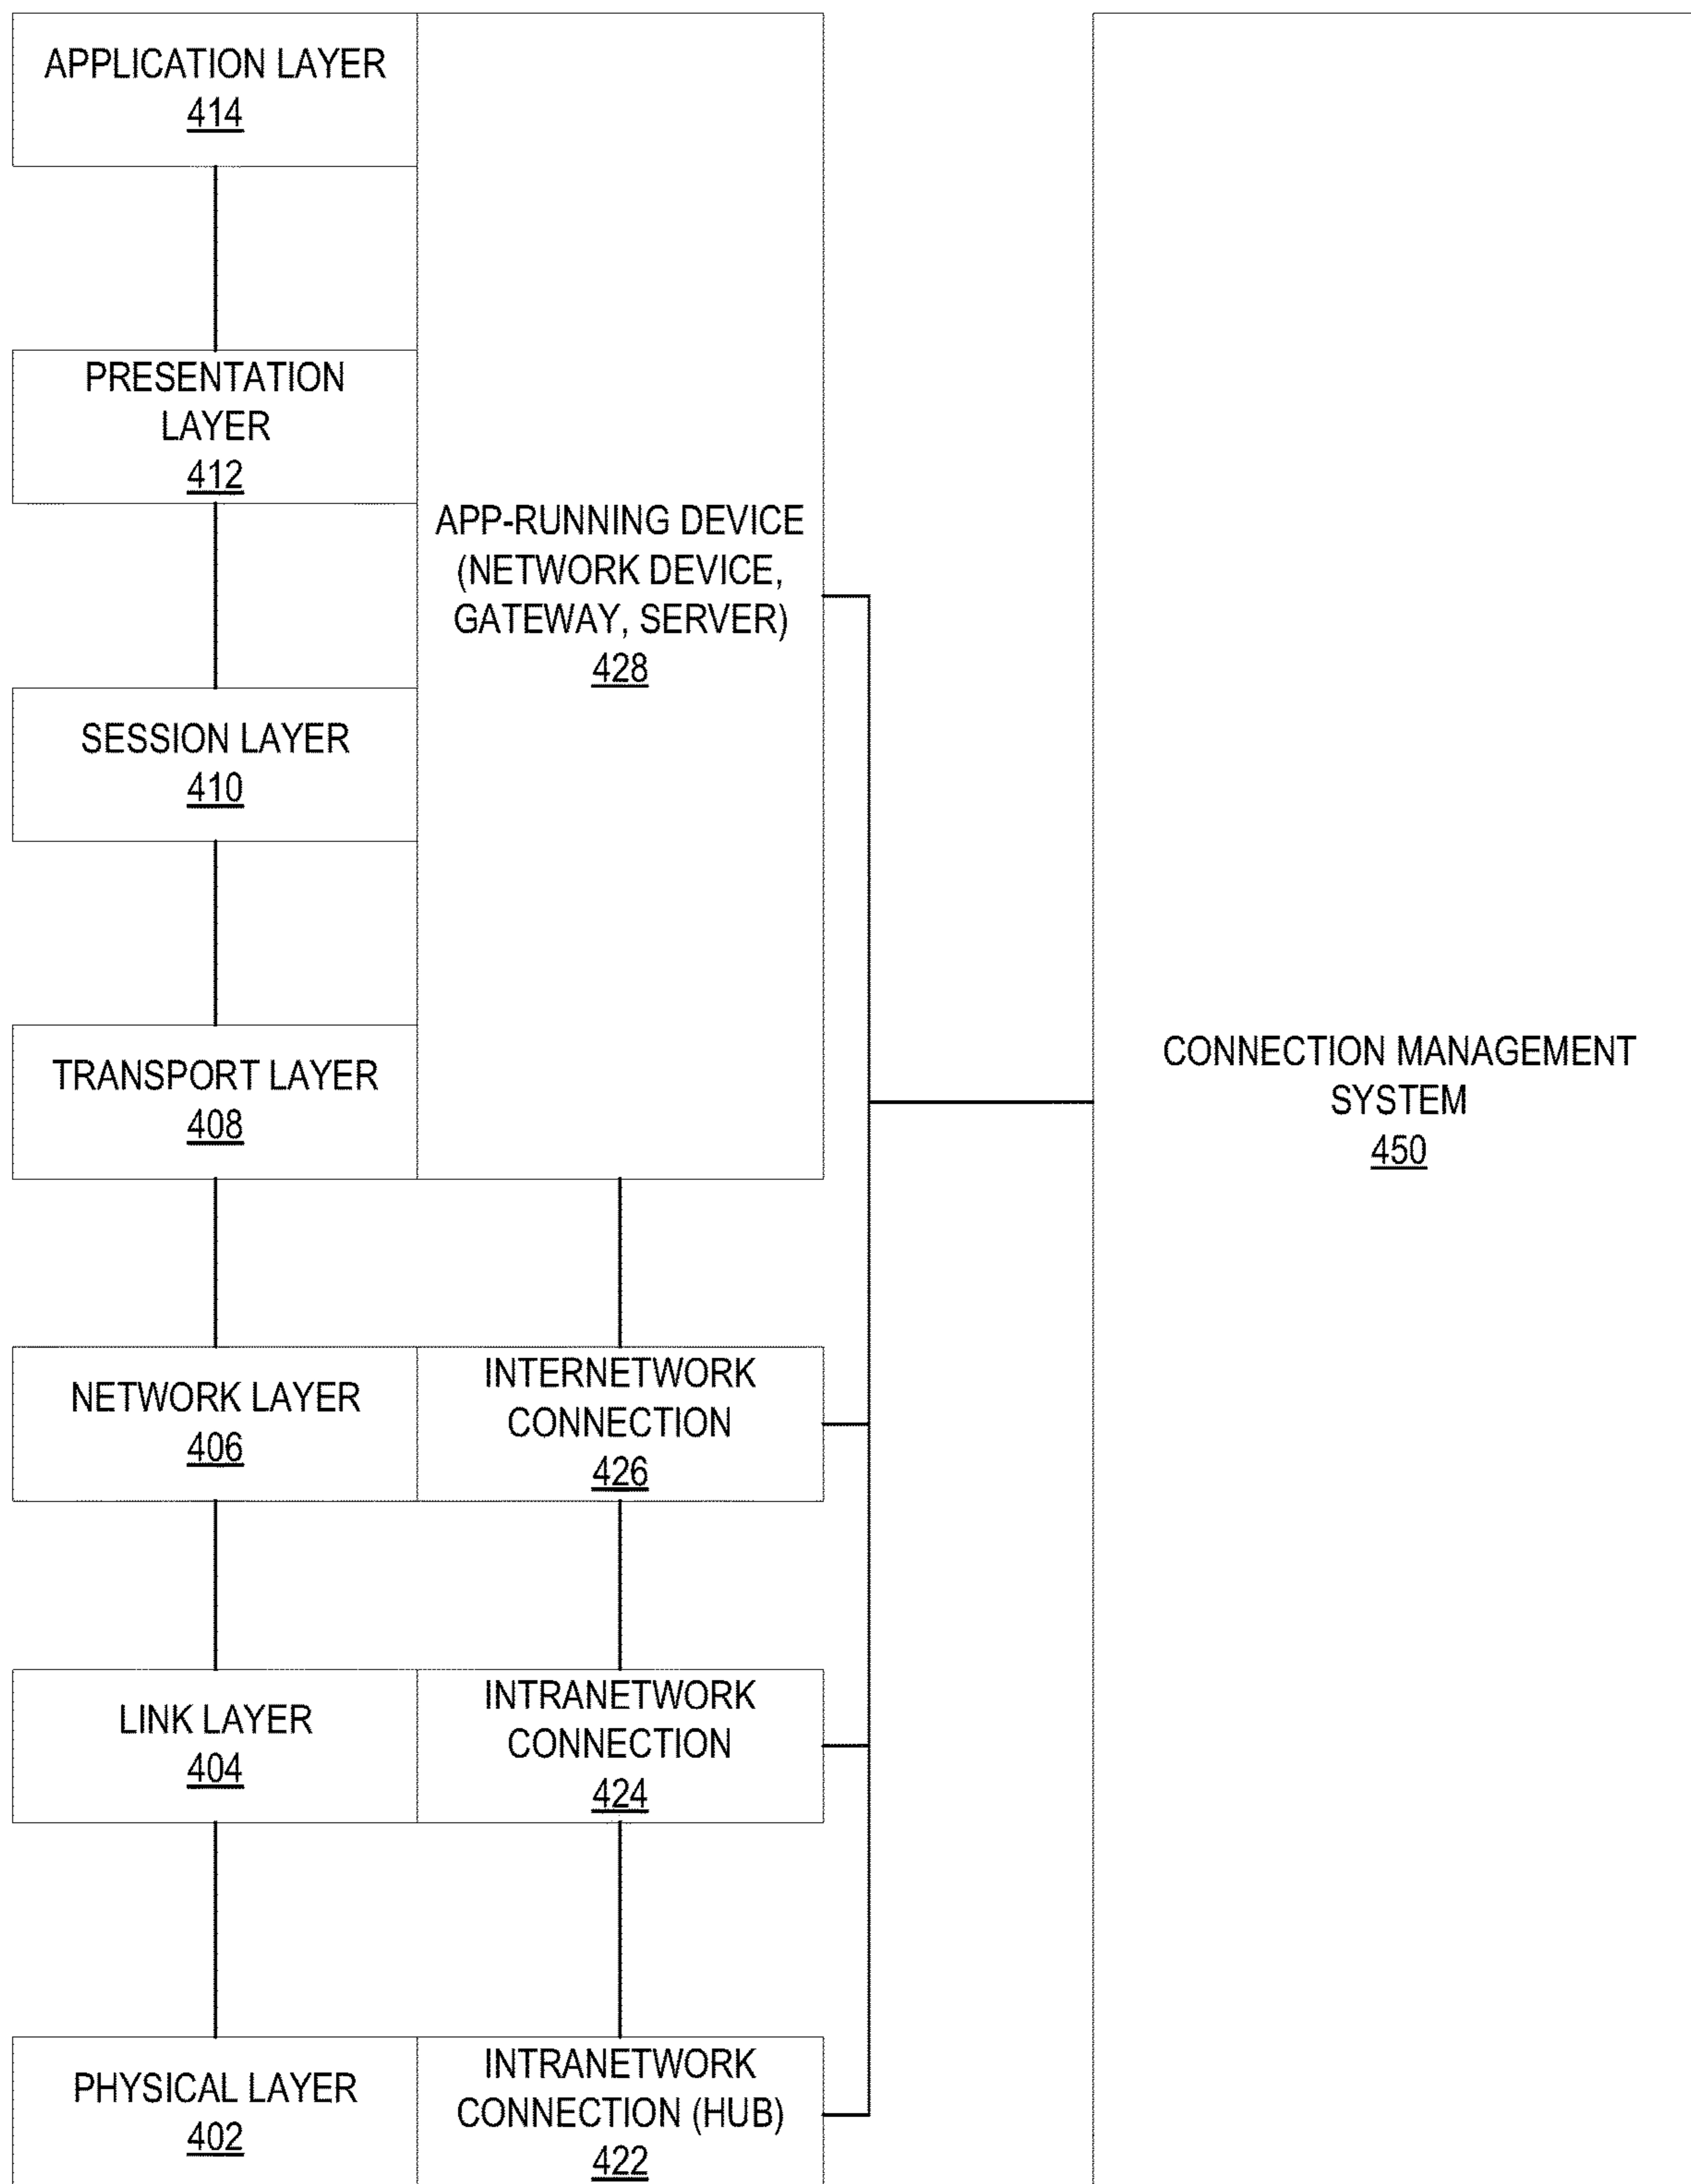 APPLICATION LAYER
414
PRESENTATION
LAYER
412
APP-RUNNING DEVICE
(NETWORK DEVICE,
GATEWAY, SERVER)
428
SESSION LAYER
410
TRANSPORT LAYER
408
CONNECTION MANAGEMENT
SYSTEM
450
NETWORK LAYER
406
INTERNETWORK
CONNECTION
426
LINK LAYER
404
INTRANETWORK
CONNECTION
424
PHYSICAL LAYER
402
INTRANETWORK
CONNECTION (HUB)
422